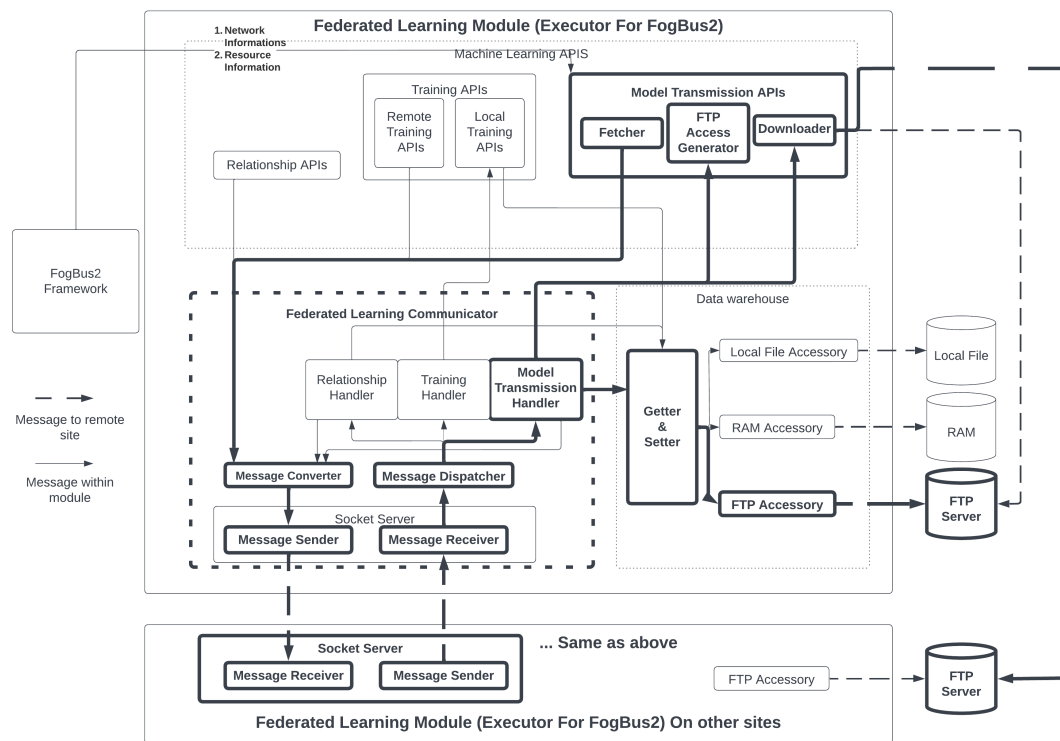 Federated Learning Module (Executor For FogBus2)
1. Network
Informations
2. Resource
Information
Machine Learning APIS
Training APIs
Remote
Training
APIs
Local
Training
APIs
Relationship APIs
Model Transmission APIs
Fetcher
FTP
Access
Generator
Downloader
FogBus2
Framework
Message to remote
site
Message within
module
Federated Learning Communicator
Relationship
Handler
Training
Handler
Model
Transmission
Handler
Message Converter
Message Dispatcher
Socket Server
Message Sender
Message Receiver
Data warehouse
Getter
&
Setter
Local File Accessory
RAM Accessory
FTP Accessory
Local File
RAM
FTP
Server
Socket Server
Message Receiver
Message Sender
... Same as above
FTP Accessory
FTP
Server
Federated Learning Module (Executor For FogBus2) On other sites